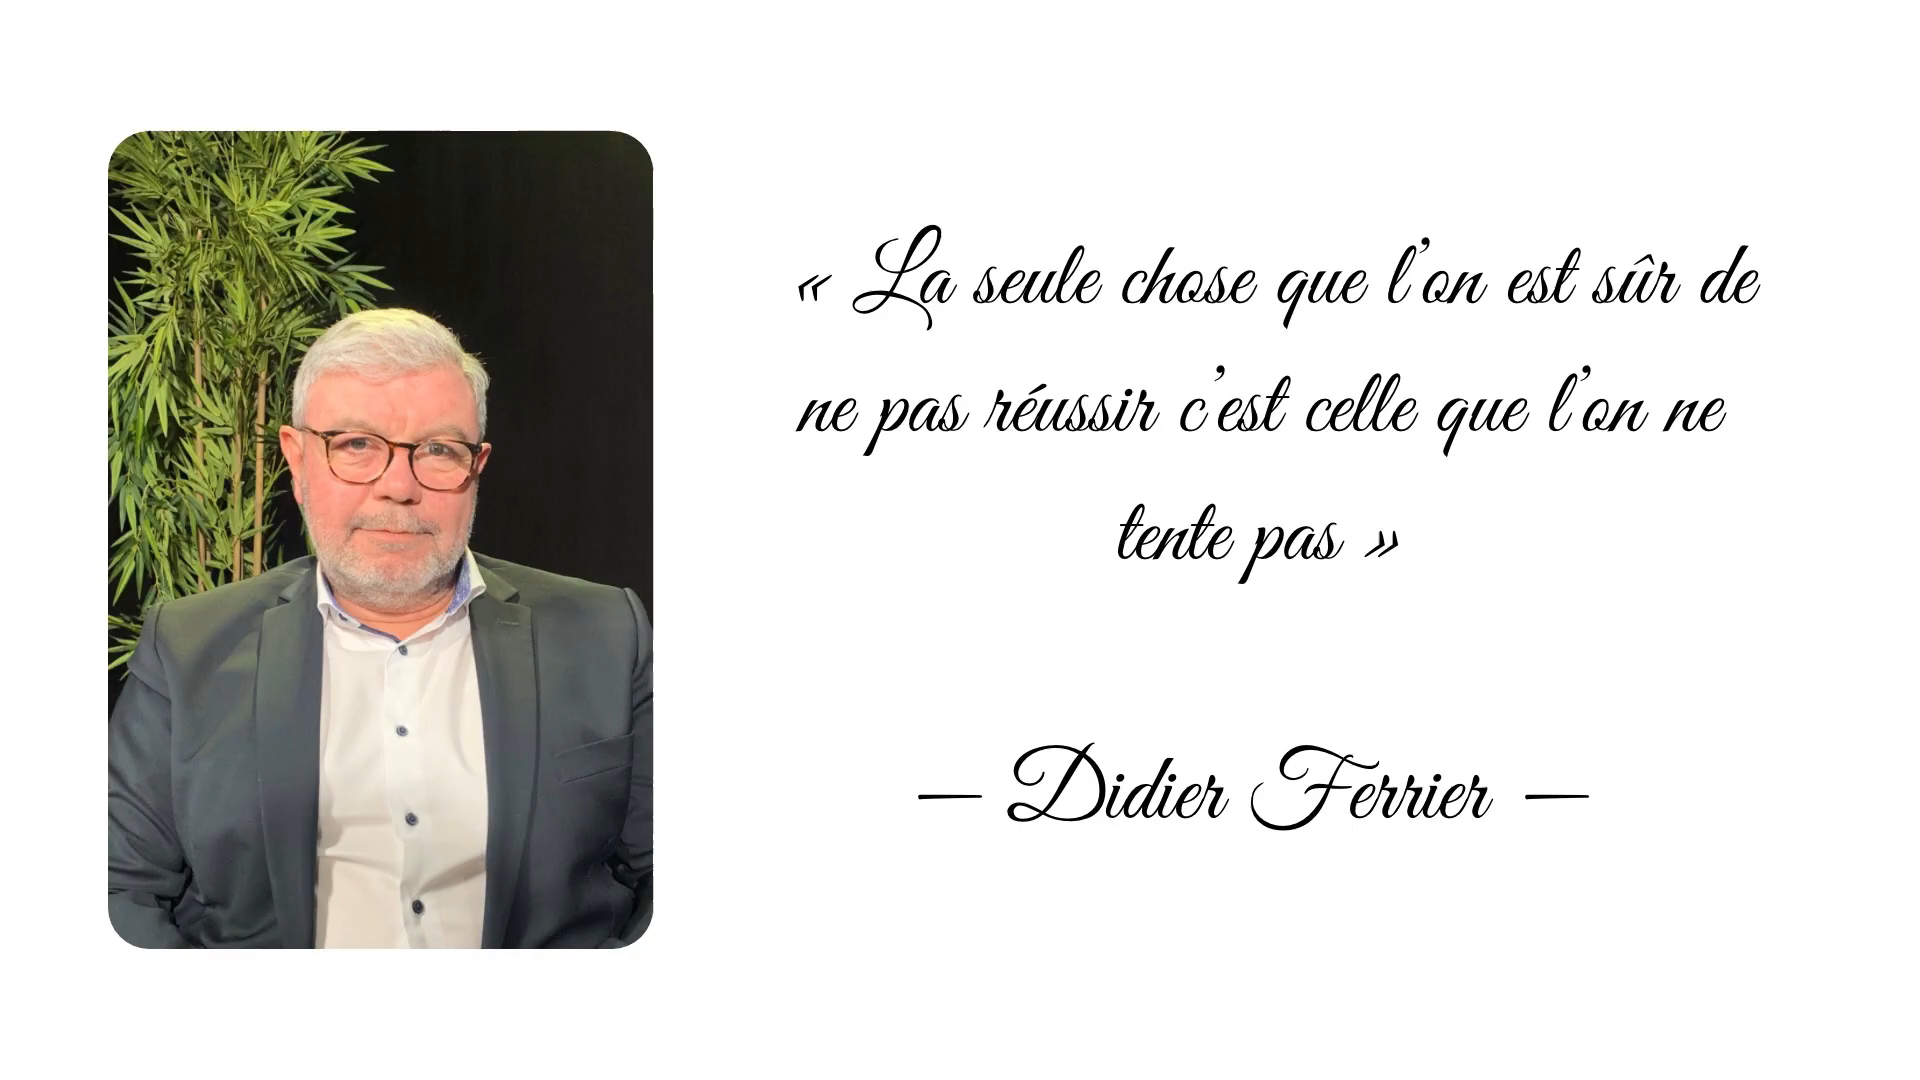 « La seule chose que l'on est sûr de
ne pas réussir c'est celle que l'on ne
tente pas »
— Didier Ferrier —